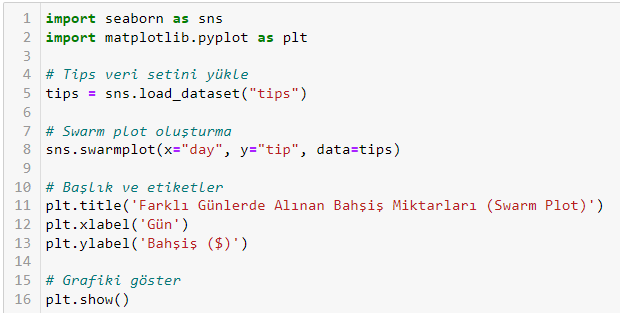 1 import seaborn as sns
2 import matplotlib.pyplot as plt
3
4 # Tips veri setini yükle
5 tips = sns.load_dataset("tips")
6
7 # Swarm plot oluşturma
8 sns.swarmplot(x="day", y="tip", data=tips)
9
10 # Başlık ve etiketler
11 plt.title('Farklı Günlerde Alınan Bahşiş Miktarları (Swarm Plot)')
12 plt.xlabel('Gün')
13 plt.ylabel('Bahşiş ($)')
14
15 # Grafiki göster
16 plt.show()